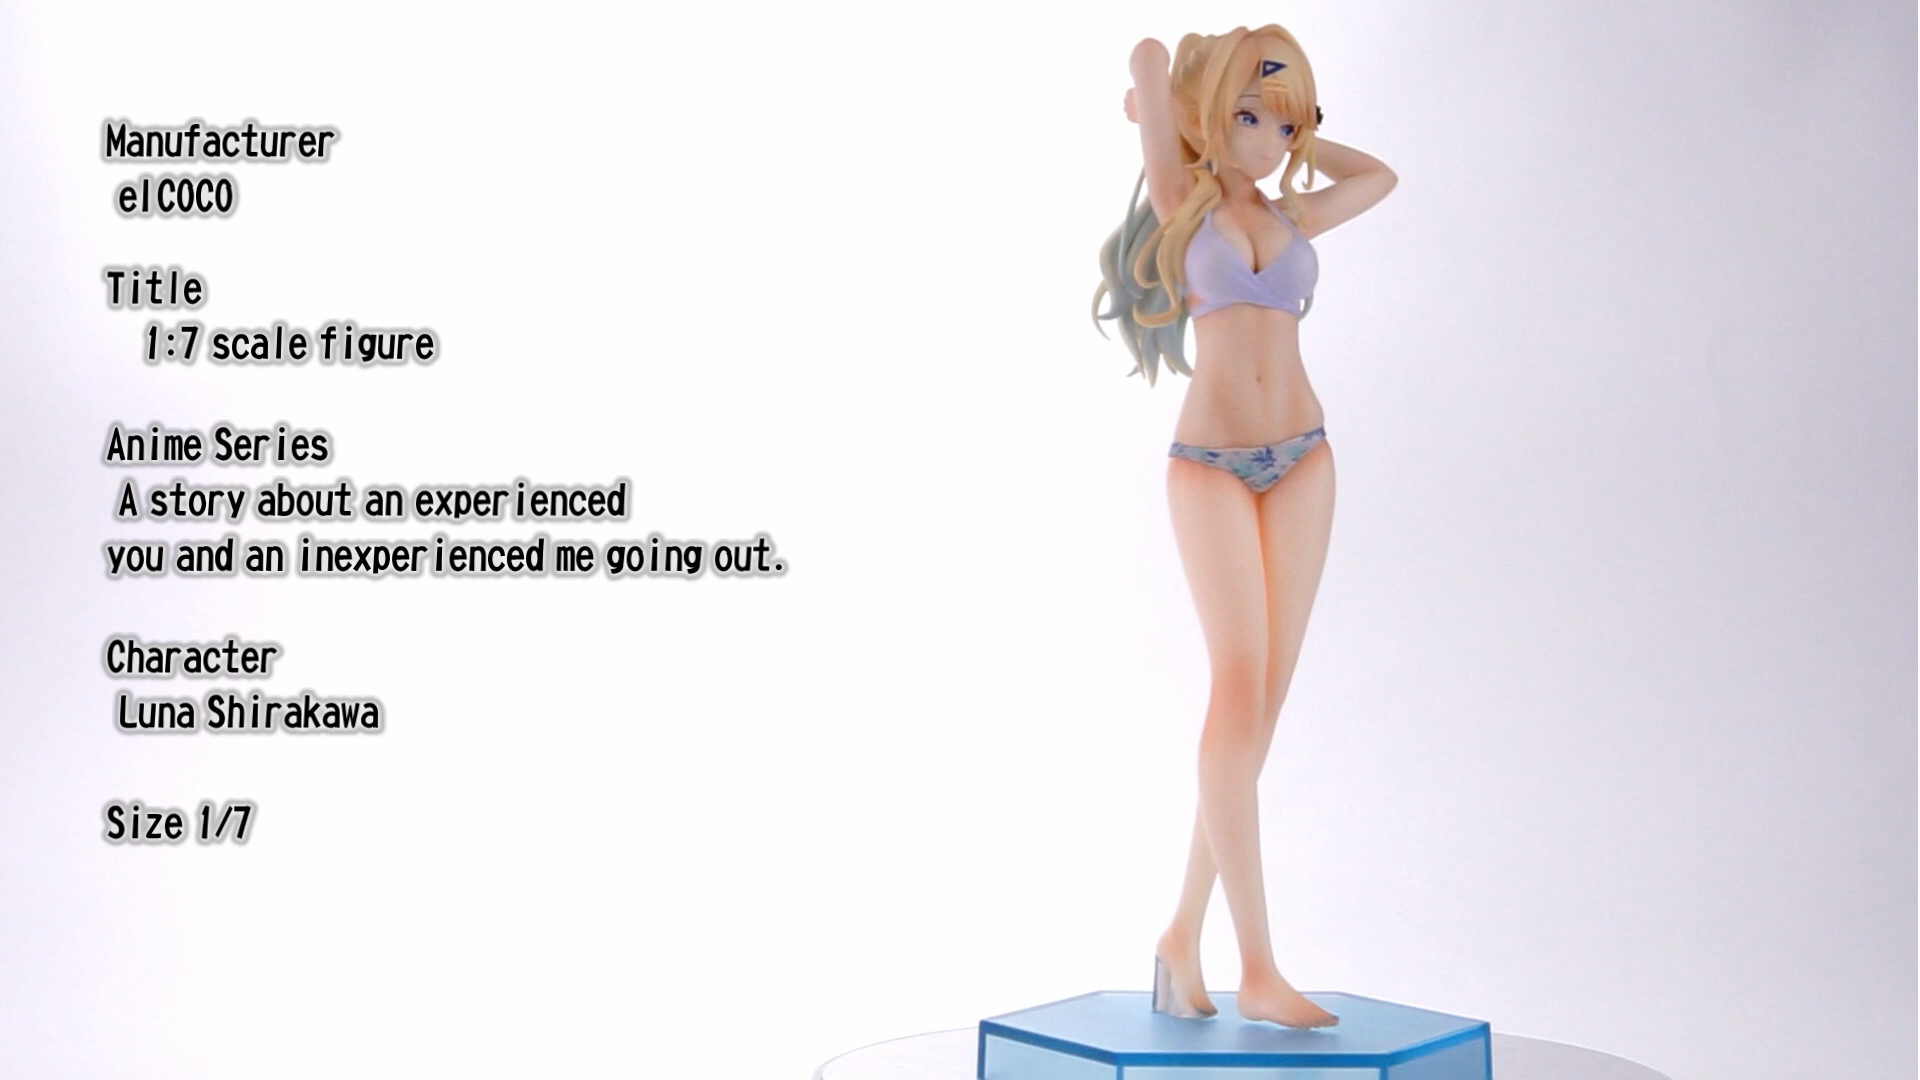 Manufacturer
elCOCO
Title
1:7 scale figure
Anime Series
A story about an experienced
you and an inexperienced me going out.
Character
Luna Shirakawa
Size 1/7